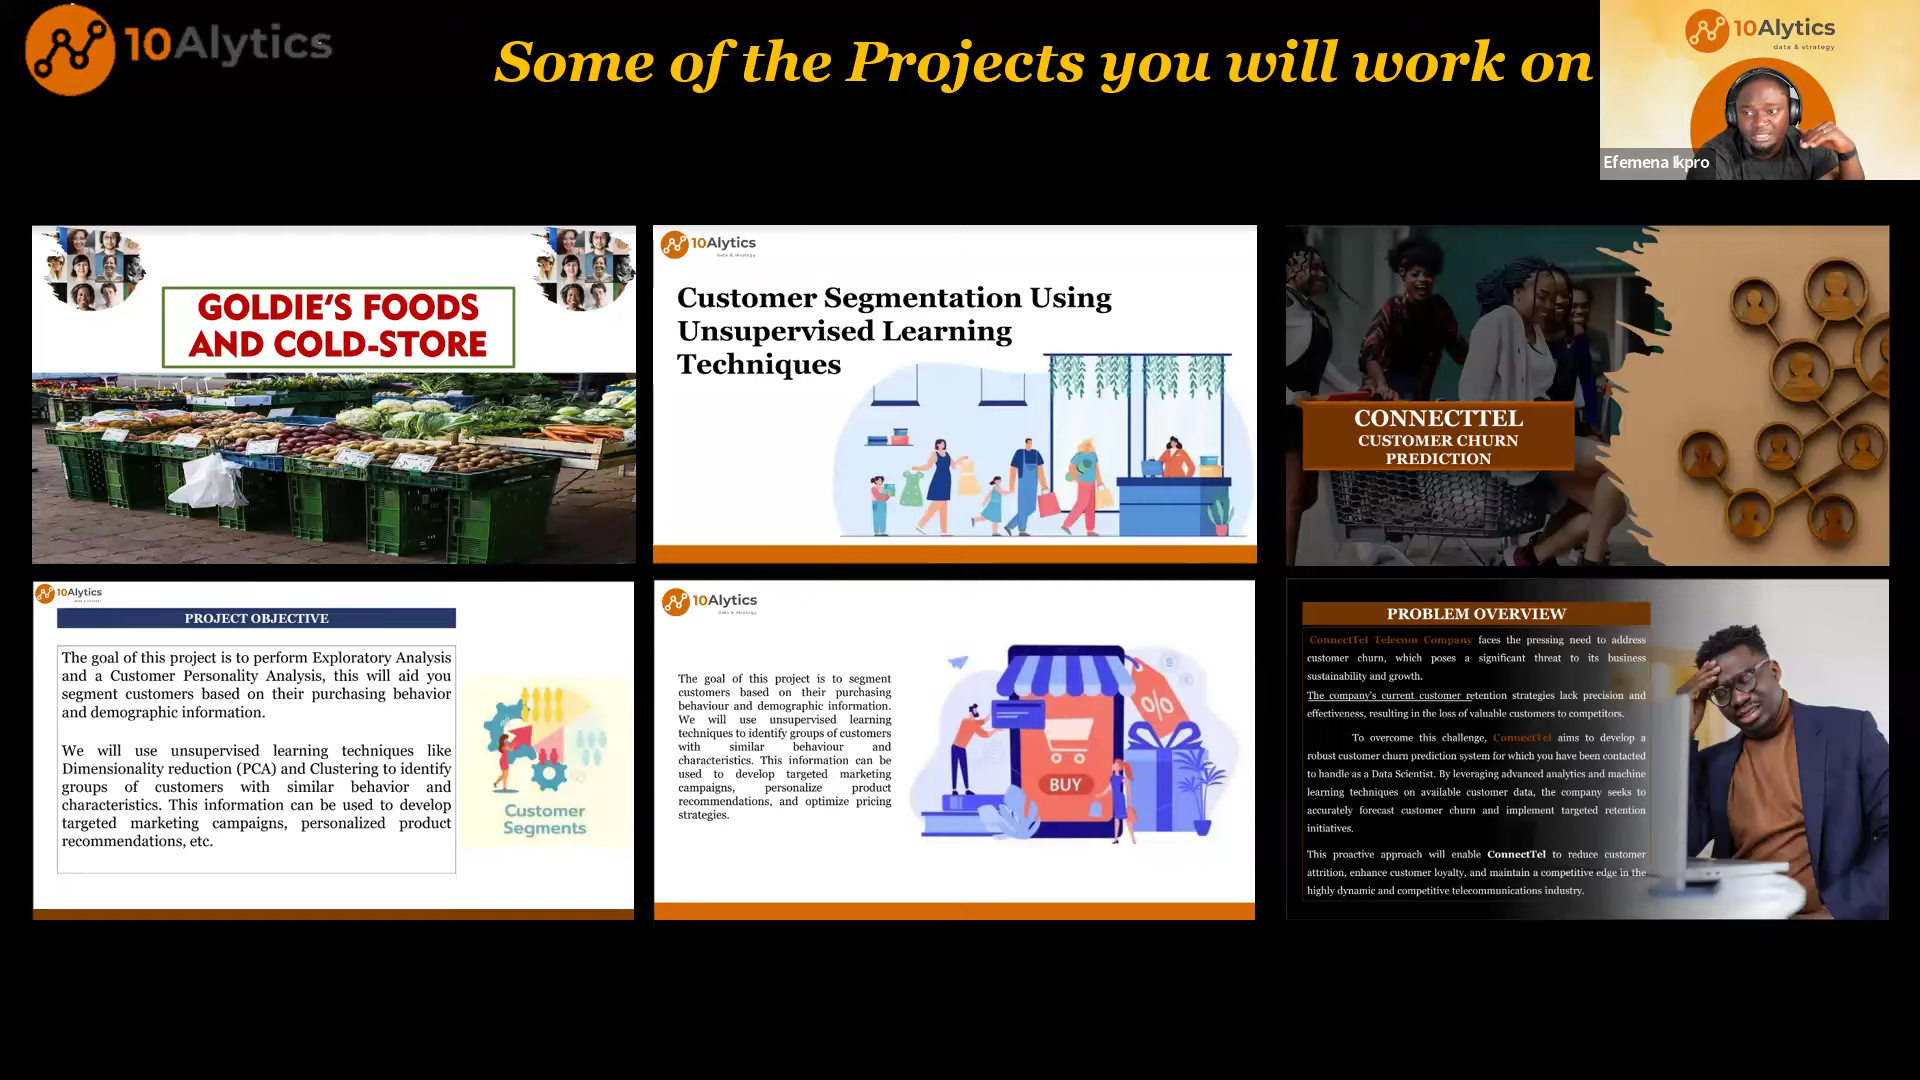 10Alytics
Some of the Projects you will work on
10Alytics
data & strategy
Efemena Ikpro
GOLDIE'S FOODS
AND COLD-STORE
10Alytics
data & strategy
Customer Segmentation Using
Unsupervised Learning
Techniques
CONNECTTEL
CUSTOMER CHURN
PREDICTION
10Alytics
PROJECT OBJECTIVE
The goal of this project is to perform Exploratory Analysis
and a Customer Personality Analysis, this will aid you
segment customers based on their purchasing behavior
and demographic information.
We will use unsupervised learning techniques like
Dimensionality reduction (PCA) and Clustering to identify
groups of customers with similar behavior and
characteristics. This information can be used to develop
targeted marketing campaigns, personalized product
recommendations, etc.
Customer
Segments
10Alytics
data & strategy
The goal of this project is to segment
customers based on their purchasing
behaviour and demographic information.
We will use unsupervised learning
techniques to identify groups of customers
with similar behaviour and
characteristics. This information can be
used to develop targeted marketing
campaigns, personalize product
recommendations, and optimize pricing
strategies.
%
BUY
PROBLEM OVERVIEW
ConnectTel Telecom Company faces the pressing need to address
customer churn, which poses a significant threat to its business
sustainability and growth.
The company's current customer retention strategies lack precision and
effectiveness, resulting in the loss of valuable customers to competitors.
To overcome this challenge, ConnectTel aims to develop a
robust customer churn prediction system for which you have been contacted
to handle as a Data Scientist. By leveraging advanced analytics and machine
learning techniques on available customer data, the company seeks to
accurately forecast customer churn and implement targeted retention
initiatives.
This proactive approach will enable ConnectTel to reduce customer
attrition, enhance customer loyalty, and maintain a competitive edge in the
highly dynamic and competitive telecommunications industry.